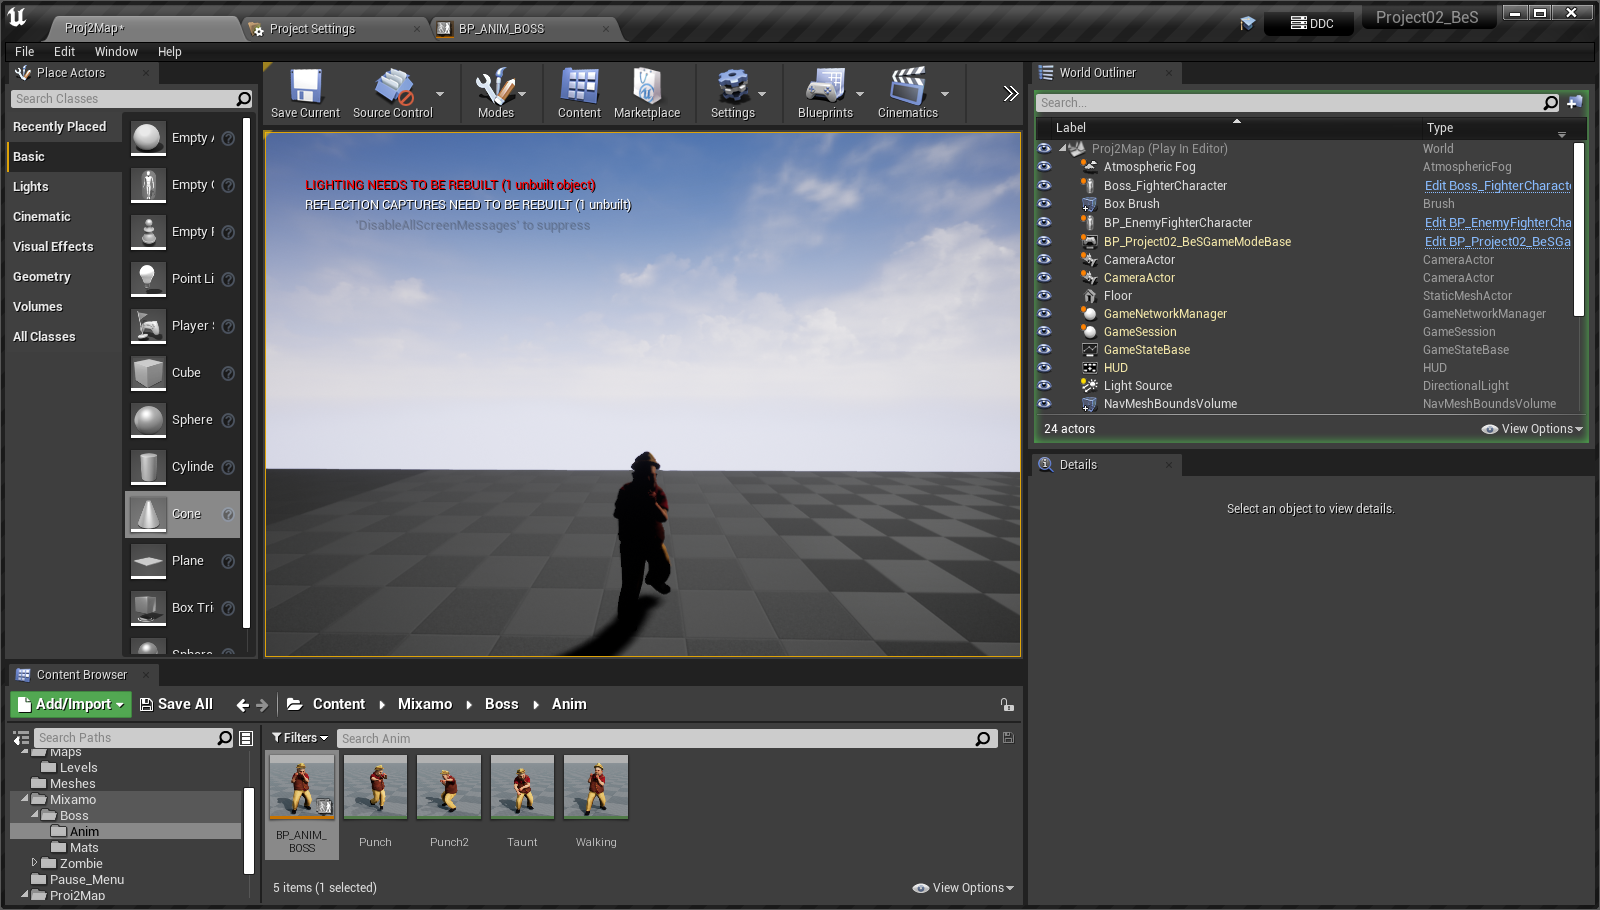 Proj2Map*
Project Settings
BP_ANIM_BOSS
DDC
Project02_BeS
File
Edit
Window
Help
Place Actors
Search Classes
Recently Placed
Basic
Lights
Cinematic
Visual Effects
Geometry
Volumes
All Classes
Empty
Empty
Empty
Point Li
Player
Cube
Sphere
Cylinde
Cone
Plane
Box Tri
Sphere
Save Current
Source Control
Modes
Content
Marketplace
Settings
Blueprints
Cinematics
LIGHTING NEEDS TO BE REBUILT (1 unbuilt object)
REFLECTION CAPTURES NEED TO BE REBUILT (1 unbuilt)
'DisableAllScreenMessages' to suppress
World Outliner
Search...
Label
Type
Proj2Map (Play In Editor)
World
Atmospheric Fog
AtmosphericFog
Boss_FighterCharacter
Edit Boss_FighterCharact
Box Brush
Brush
BP_EnemyFighterCharacter
Edit BP_EnemyFighterCha
BP_Project02_BeSGameModeBase
Edit BP_Project02_BeSGa
CameraActor
CameraActor
CameraActor
CameraActor
Floor
StaticMeshActor
GameNetworkManager
GameNetworkManager
GameSession
GameSession
GameStateBase
GameStateBase
HUD
HUD
Light Source
DirectionalLight
NavMeshBoundsVolume
NavMeshBoundsVolume
24 actors
View Options
Details
Select an object to view details.
Content Browser
Add/Import
Save All
Content
Mixamo
Boss
Anim
Search Paths
Filters
Search Anim
Maps
Levels
Meshes
Mixamo
Boss
Anim
Mats
Zombie
Pause_Menu
Proj2Map
BP_ANIM_
BOSS
Punch
Punch2
Taunt
Walking
5 items (1 selected)
View Options